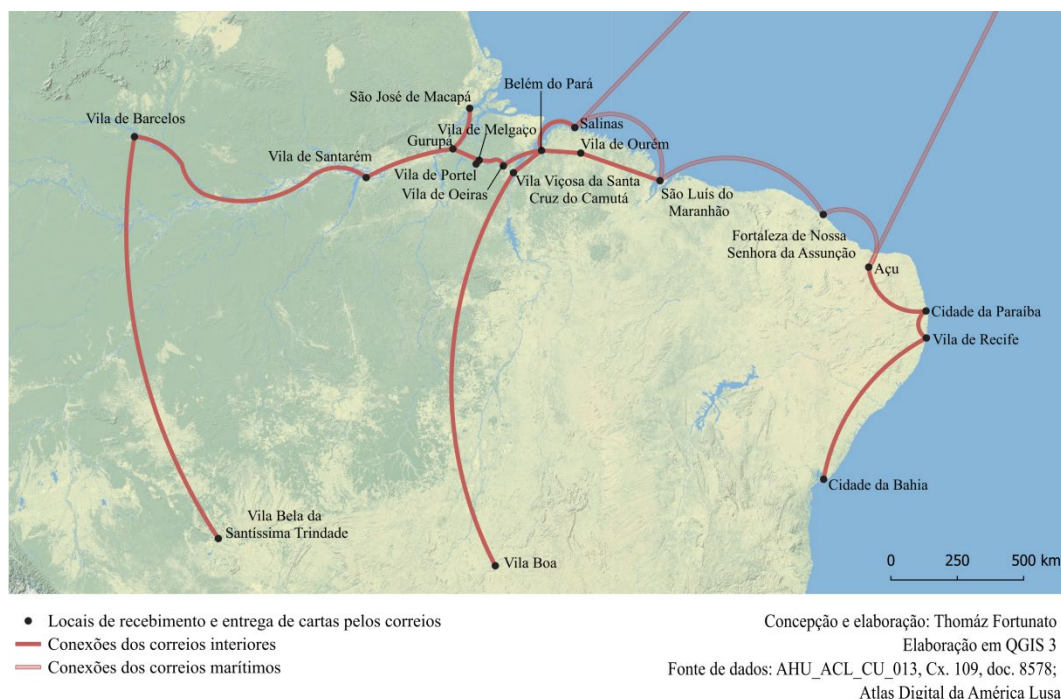 Belém do Pará
São José de Macapá
Vila de Barcelos
Salinas
Vila de Melgaço
Gurupá
Vila de Ourém
Vila de Santarém
Vila de Portel
Vila de Oeiras
Vila Viçosa da Santa
Cruz do Camutá
São Luís do
Maranhão
Fortaleza de Nossa
Senhora da Assunção
Açu
Cidade da Paraíba
Vila de Recife
Cidade da Bahia
Vila Bela da
Santíssima Trindade
Vila Boa
0 250 500 km
Locais de recebimento e entrega de cartas pelos correios
Conexões dos correios interiores
Conexões dos correios marítimos
Concepção e elaboração: Thomáz Fortunato
Elaboração em QGIS 3
Fonte de dados: AHU_ACL_CU_013, Cx. 109, doc. 8578;
Atlas Digital da América Lusa